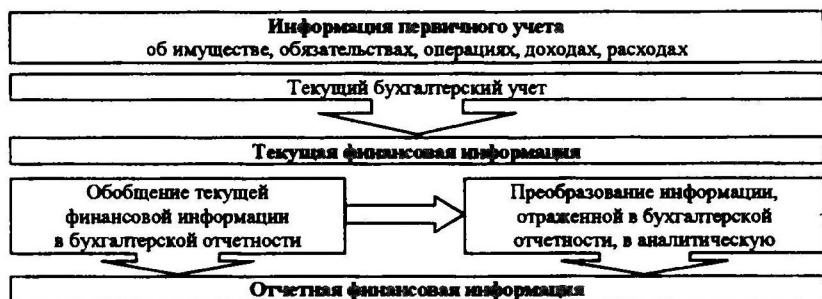 Информация первичного учета
об имуществе, обязательствах, операциях, доходах, расходах
Текущий бухгалтерский учет
Текущая финансовая информация
Обобщение текущей
финансовой информации
в бухгалтерской отчетности
Преобразование информации,
отраженной в бухгалтерской
отчетности, в аналитическую
Отчетная финансовая информация